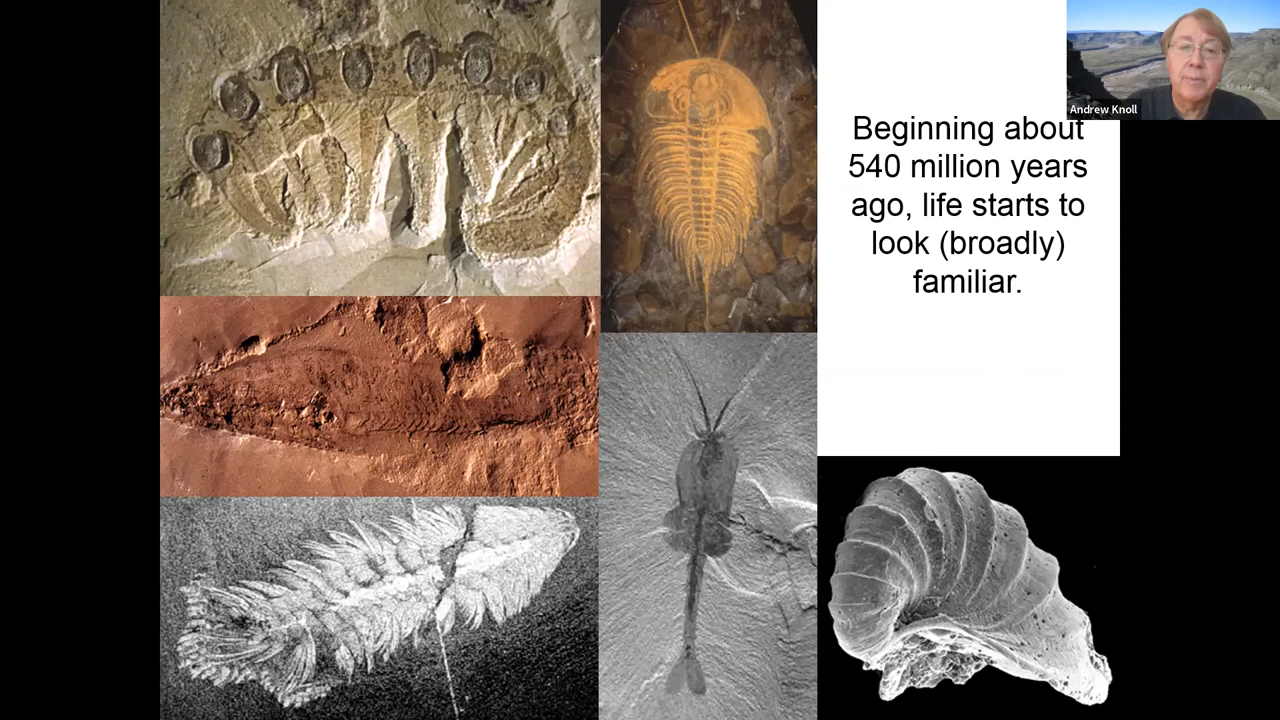 Andrew Knoll
Beginning about
540 million years
ago, life starts to
look (broadly)
familiar.